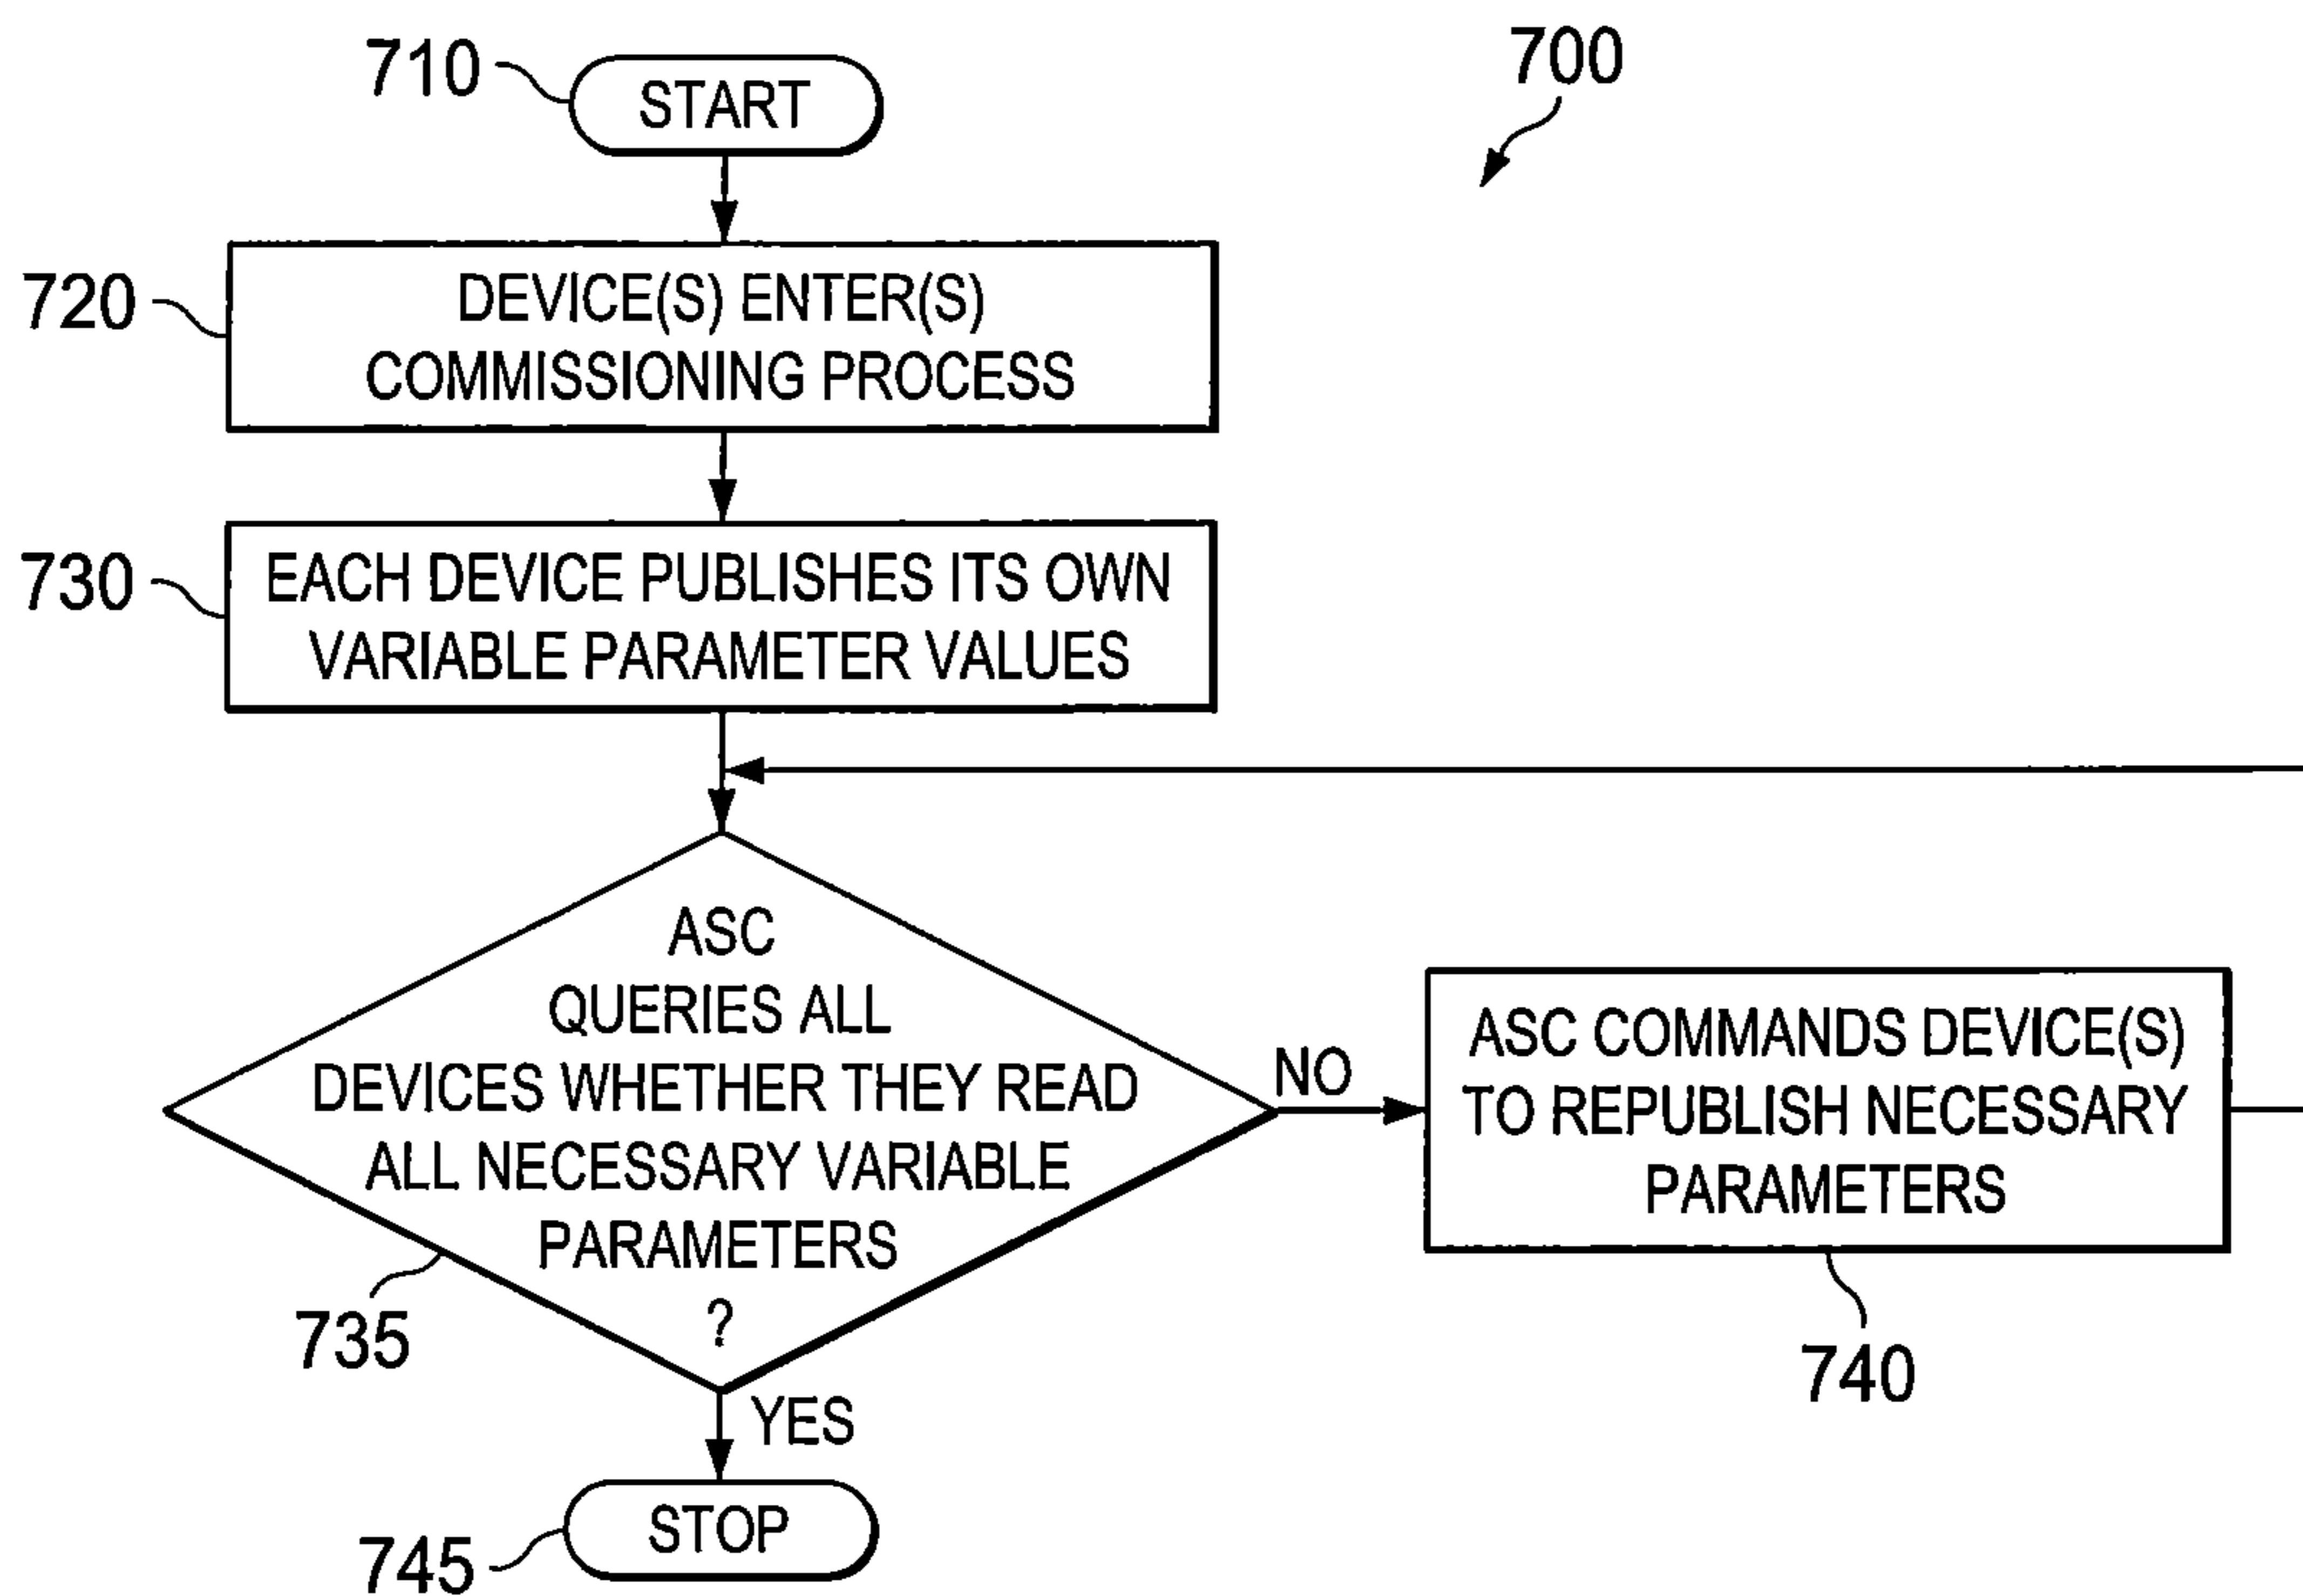 710
START
700
720
DEVICE(S) ENTER(S)
COMMISSIONING PROCESS
730
EACH DEVICE PUBLISHES ITS OWN
VARIABLE PARAMETER VALUES
ASC
QUERIES ALL
DEVICES WHETHER THEY READ
ALL NECESSARY VARIABLE
PARAMETERS
?
735
NO
ASC COMMANDS DEVICE(S)
TO REPUBLISH NECESSARY
PARAMETERS
740
YES
STOP
745